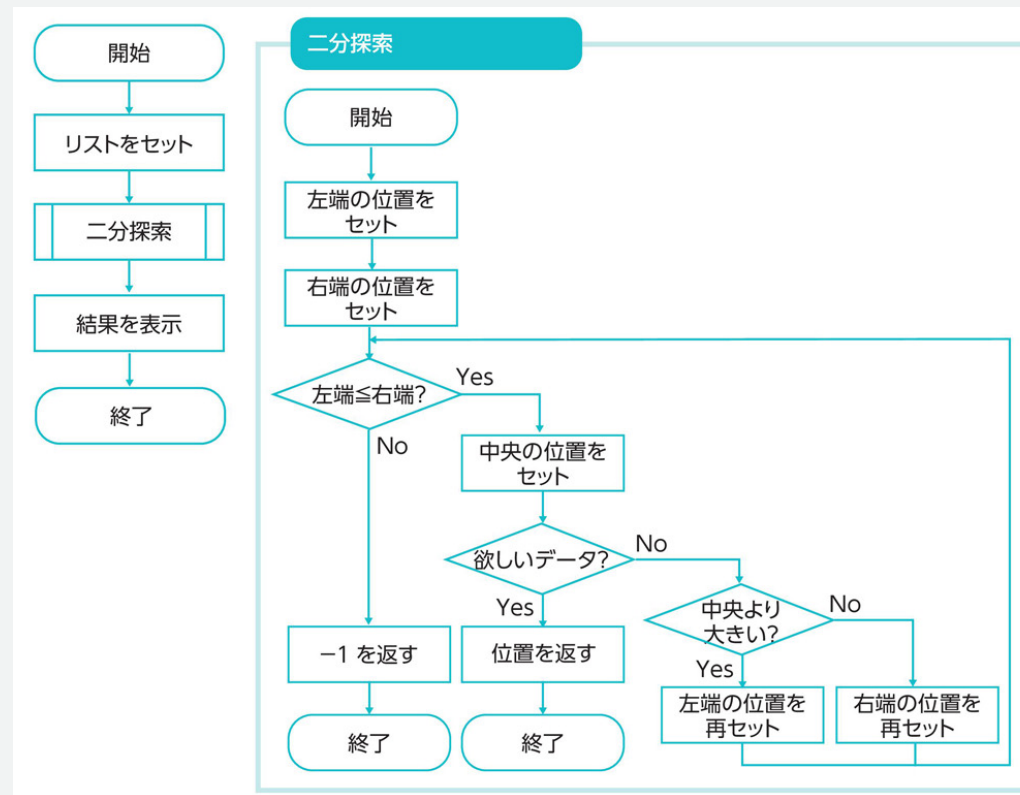 開始
リストをセット
二分探索
結果を表示
終了
二分探索
開始
左端の位置を
セット
右端の位置を
セット
左端≦右端?
Yes
No
中央の位置を
セット
欲しいデータ?
No
Yes
中央より
大きい?
No
Yes
−1 を返す
位置を返す
左端の位置を
再セット
右端の位置を
再セット
終了
終了